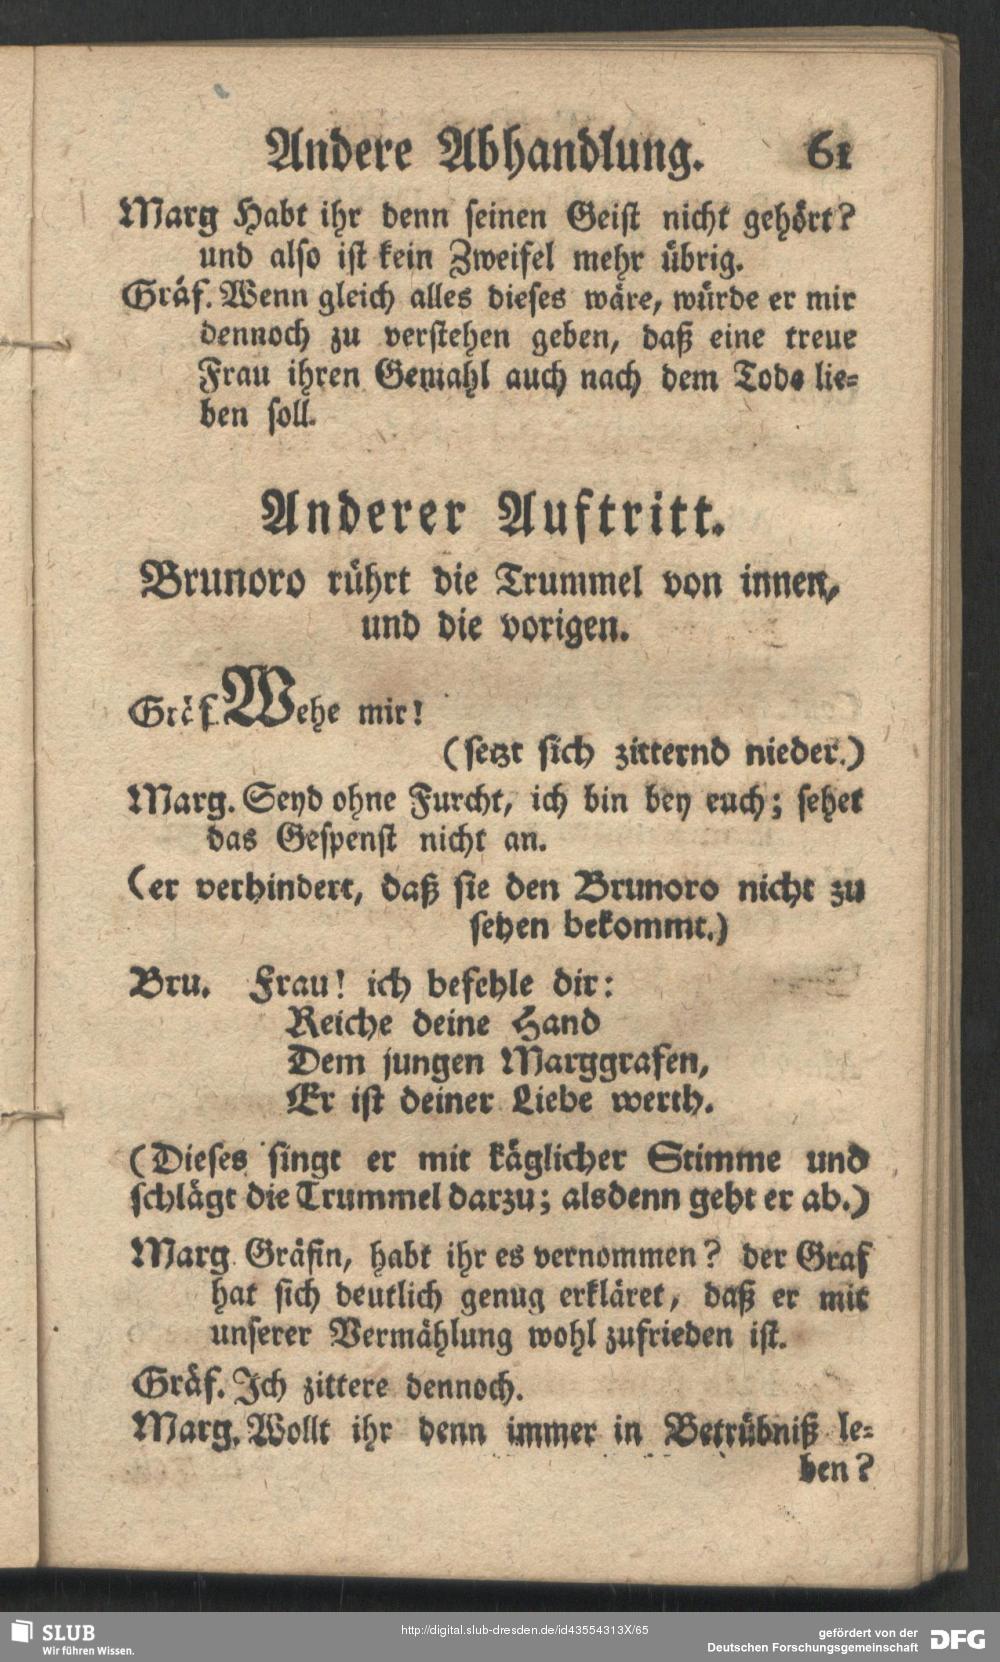 Andere Abhandlung. 61
Marg Habt ihr denn seinen Geist nicht gehört?
und also ist kein Zweifel mehr übrig.
Gräf. Wenn gleich alles dieses wäre, würde er mir
dennoch zu verstehen geben, daß eine treue
Frau ihren Gemahl auch nach dem Tode lie-
ben soll.
Anderer Auftritt.
Brunoro rührt die Trummel von innen,
und die vorigen.
Gräf. Wehe mir!
(setzt sich zitternd nieder.)
Marg. Seyd ohne Furcht, ich bin bey euch; sehet
das Gespenst nicht an.
(er verhindert, daß sie den Brunoro nicht zu
sehen bekommt.)
Bru. Frau! ich befehle dir:
Reiche deine Hand
Dem jungen Marggrafen,
Er ist deiner Liebe werth.
(Dieses singt er mit käglicher Stimme und
schlägt die Trummel darzu; alsdenn geht er ab.)
Marg. Gräfin, habt ihr es vernommen? der Graf
hat sich deutlich genug erkläret, daß er mit
unserer Vermählung wohl zufrieden ist.
Gräf. Ich zittere dennoch.
Marg. Wollt ihr denn immer in Betrübniß le-
ben?
SLUB
Wir führen Wissen.
http://digital.slub-dresden.de/id43554313X/65
gefördert von der
Deutschen Forschungsgemeinschaft
DFG